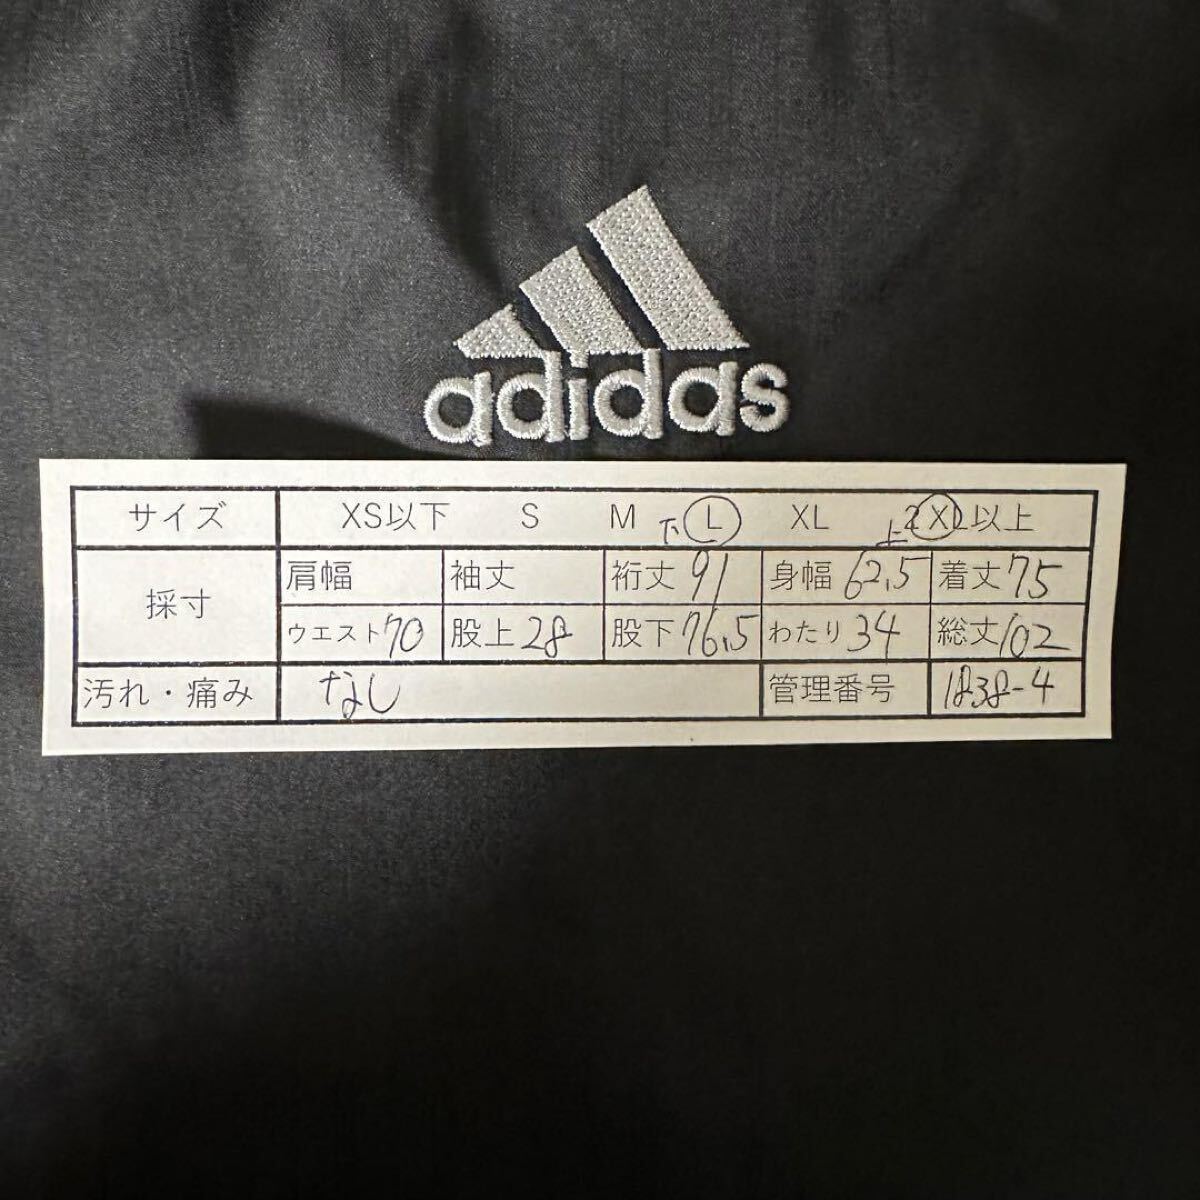 adidas
サイズ XS以下 S M 下 L XL 上 2XL以上
採寸
肩幅 袖丈 裄丈 91 身幅 62.5 着丈 75
ウエスト 70 股上 28 股下 76.5 わたり 34 総丈 102
汚れ・痛み なし 管理番号 1838-4